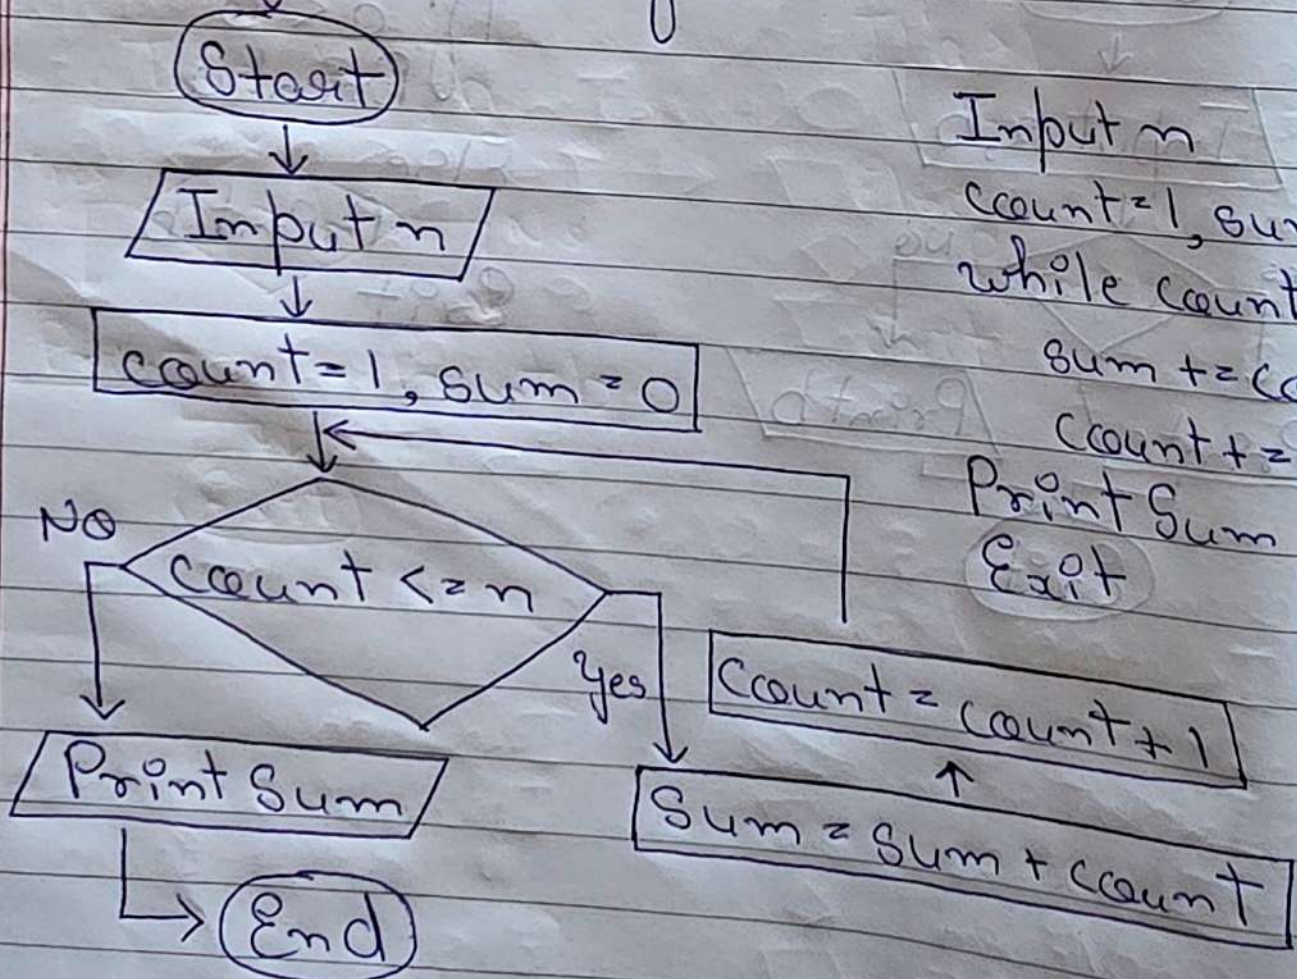 Start
Input n
count = 1, sum = 0
count <= n
No
Yes
Sum = Sum + count
count = count + 1
Print Sum
End
Input n
count = 1,
while count
sum +=
count +=
Print Sum
Exit